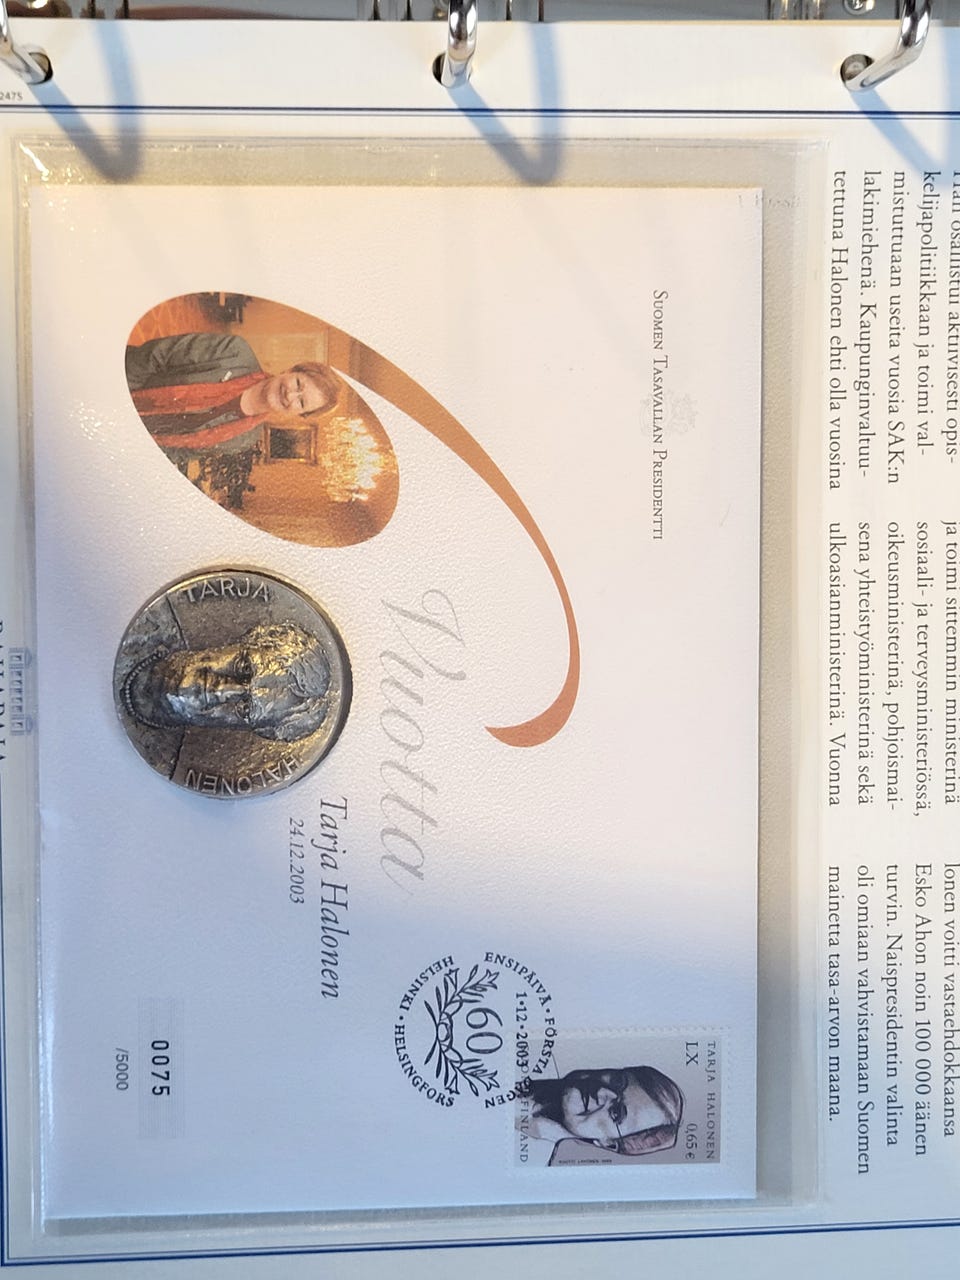 Hän osallistui aktiivisesti opis-
kelijapolitiikkaan ja toimi val-
mistuttuaan useita vuosia SAK:n
lakimiehenä. Kaupunginvaltuu-
tettuna Halonen ehti olla vuosina
ja toimi sittemmin ministerinä
sosiaali- ja terveysministeriössä,
oikeusministerinä, pohjoismai-
sena yhteistyöministerinä sekä
ulkoasianministerinä. Vuonna
lonen voitti vastaehdokkaansa
Esko Ahon noin 100 000 äänen
turvin. Naispresidentin valinta
oli omiaan vahvistamaan Suomen
mainetta tasa-arvon maana.
SUOMEN TASAVALLAN PRESIDENTTI
TARJA HALONEN
LX
0,65 €
FINLAND
ENSIPÄIVÄ • FÖRSTA DAGEN
1•12•2003
60
HELSINKI • HELSINGFORS
Vuotta
Tarja Halonen
24.12.2003
TARJA
HALONEN
0075
/5000
2475